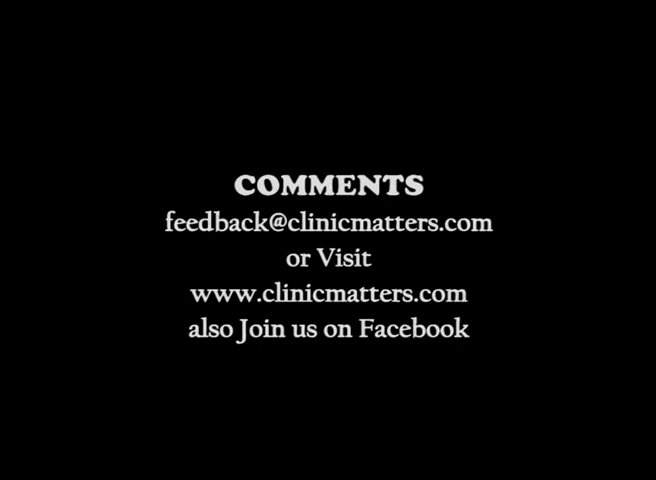 COMMENTS
feedback@clinicmatters.com
or Visit
www.clinicmatters.com
also Join us on Facebook